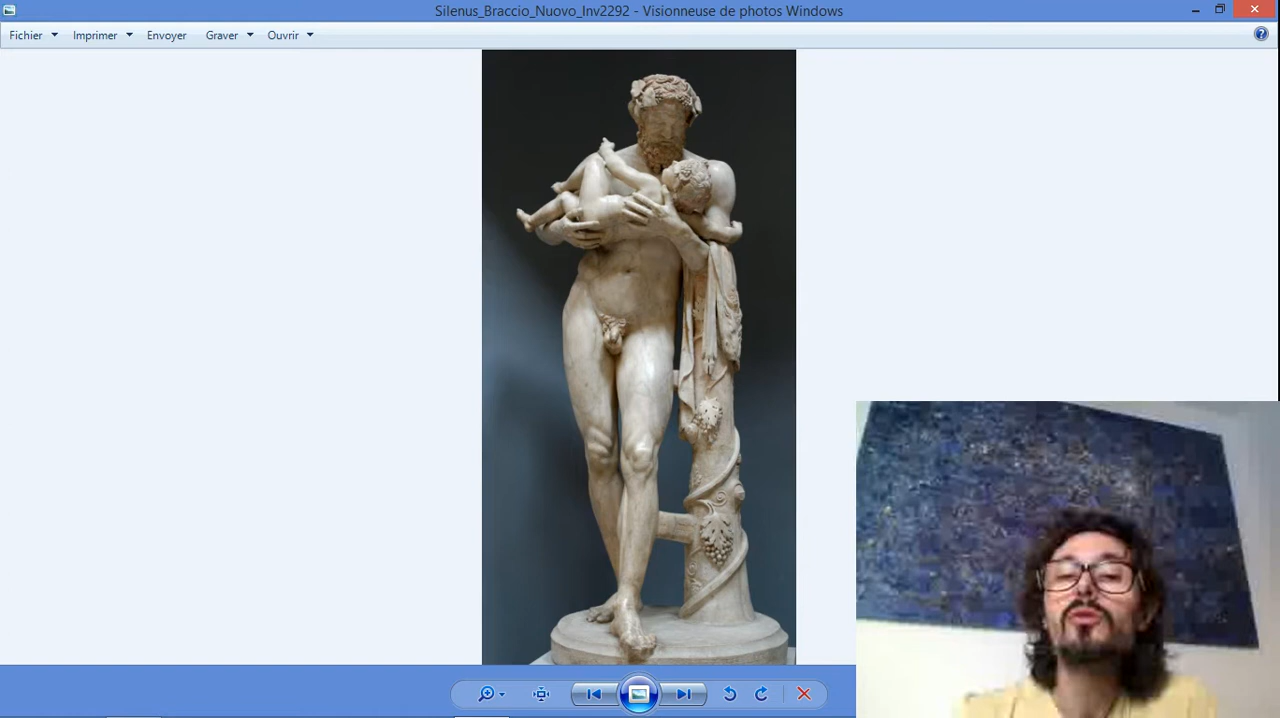 Silenus_Braccio_Nuovo_Inv2292 - Visionneuse de photos Windows
Fichier Imprimer Envoyer Graver Ouvrir